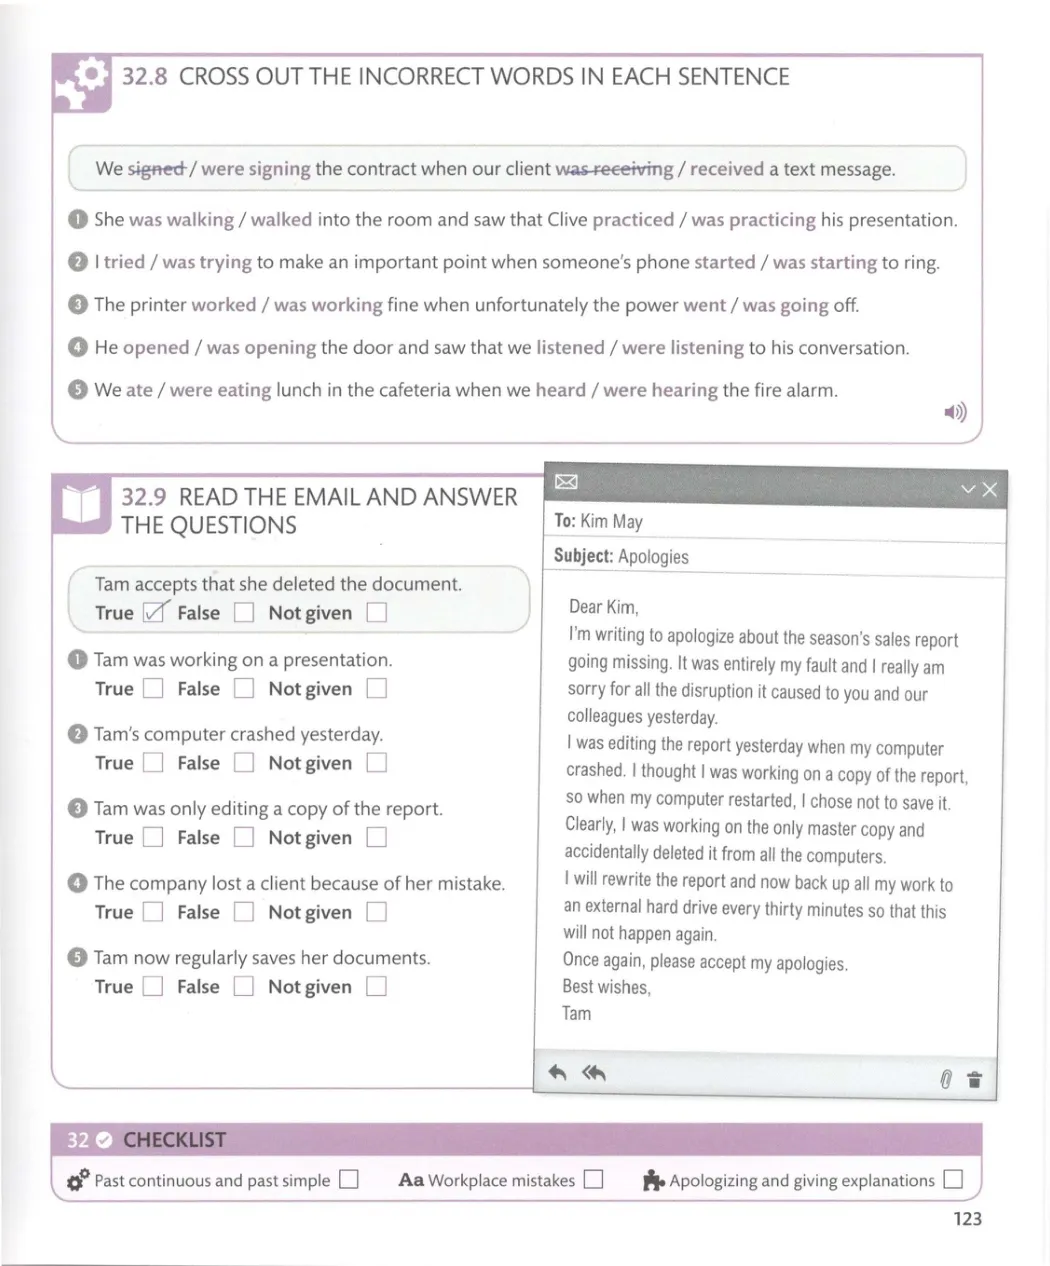 32.8 CROSS OUT THE INCORRECT WORDS IN EACH SENTENCE
We signed / were signing the contract when our client was receiving / received a text message.
1 She was walking / walked into the room and saw that Clive practiced / was practicing his presentation.
2 I tried / was trying to make an important point when someone's phone started / was starting to ring.
3 The printer worked / was working fine when unfortunately the power went / was going off.
4 He opened / was opening the door and saw that we listened / were listening to his conversation.
5 We ate / were eating lunch in the cafeteria when we heard / were hearing the fire alarm.
32.9 READ THE EMAIL AND ANSWER
THE QUESTIONS
Tam accepts that she deleted the document.
True ☑ False ☐ Not given ☐
1 Tam was working on a presentation.
True ☐ False ☐ Not given ☐
2 Tam's computer crashed yesterday.
True ☐ False ☐ Not given ☐
3 Tam was only editing a copy of the report.
True ☐ False ☐ Not given ☐
4 The company lost a client because of her mistake.
True ☐ False ☐ Not given ☐
5 Tam now regularly saves her documents.
True ☐ False ☐ Not given ☐
To: Kim May
Subject: Apologies
Dear Kim,
I'm writing to apologize about the season's sales report
going missing. It was entirely my fault and I really am
sorry for all the disruption it caused to you and our
colleagues yesterday.
I was editing the report yesterday when my computer
crashed. I thought I was working on a copy of the report,
so when my computer restarted, I chose not to save it.
Clearly, I was working on the only master copy and
accidentally deleted it from all the computers.
I will rewrite the report and now back up all my work to
an external hard drive every thirty minutes so that this
will not happen again.
Once again, please accept my apologies.
Best wishes,
Tam
32 CHECKLIST
Past continuous and past simple ☐ Aa Workplace mistakes ☐ Apologizing and giving explanations ☐
123